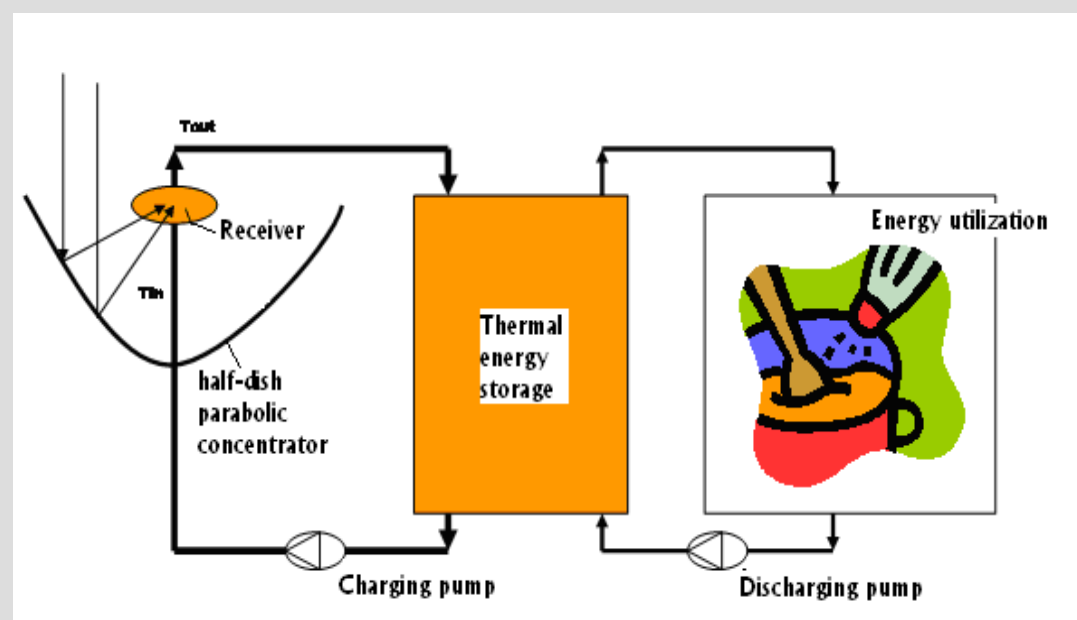 Tout
Receiver
Energy utilization
Tin
Thermal
energy
storage
half-dish
parabolic
concentrator
Charging pump
Discharging pump